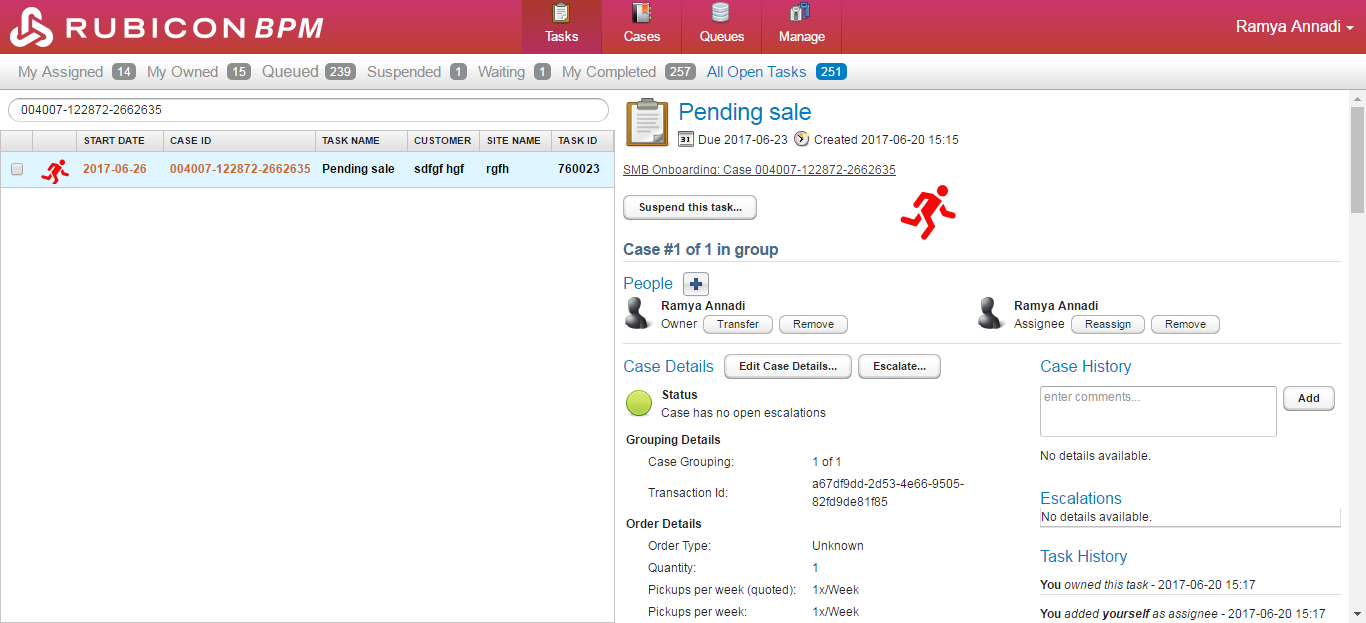 RUBICON BPM
Tasks
Cases
Queues
Manage
Ramya Annadi
My Assigned 14 My Owned 15 Queued 239 Suspended 1 Waiting 1 My Completed 257 All Open Tasks 251
004007-122872-2662635
START DATE CASE ID TASK NAME CUSTOMER SITE NAME TASK ID
2017-06-26 004007-122872-2662635 Pending sale sdfgf hgf rgfh 760023
Pending sale
31 Due 2017-06-23 Created 2017-06-20 15:15
SMB Onboarding: Case 004007-122872-2662635
Suspend this task...
Case #1 of 1 in group
People
Ramya Annadi
Owner Transfer Remove
Ramya Annadi
Assignee Reassign Remove
Case Details Edit Case Details... Escalate...
Status
Case has no open escalations
Grouping Details
Case Grouping: 1 of 1
Transaction Id: a67df9dd-2d53-4e66-9505-
82fd9de81f85
Order Details
Order Type: Unknown
Quantity: 1
Pickups per week (quoted): 1x/Week
Pickups per week: 1x/Week
Case History
enter comments...
Add
No details available.
Escalations
No details available.
Task History
You owned this task - 2017-06-20 15:17
You added yourself as assignee - 2017-06-20 15:17